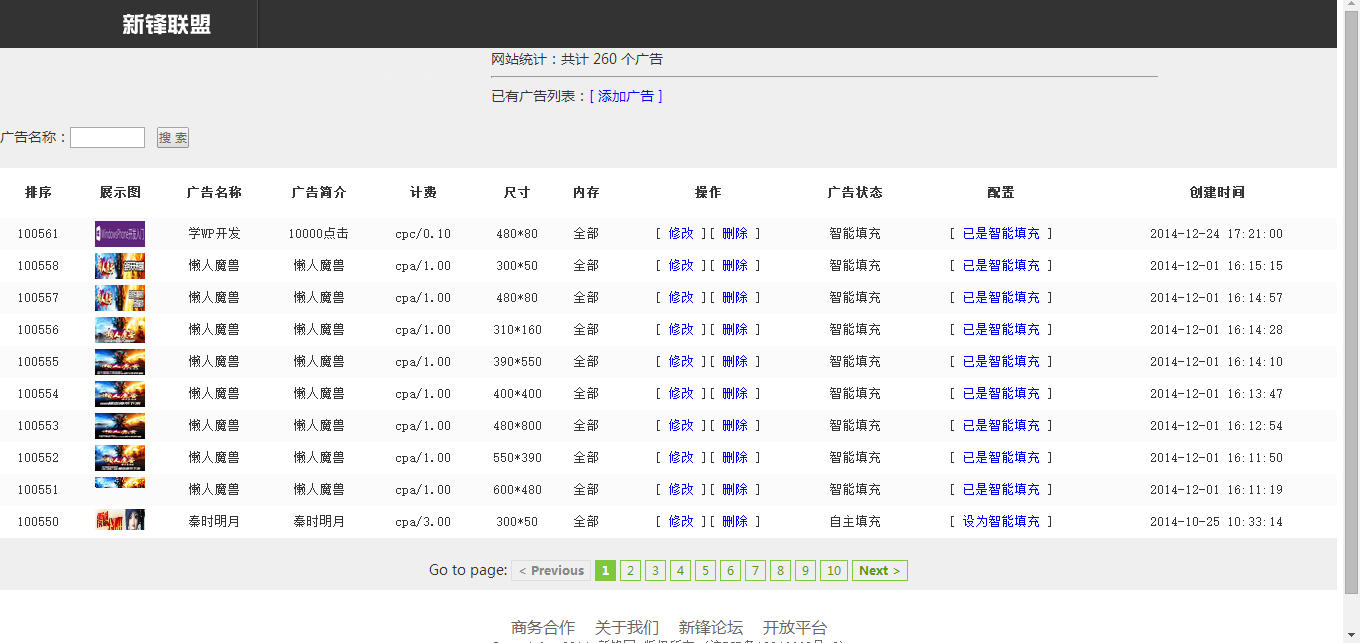 新锋联盟
网站统计：共计 260 个广告
已有广告列表：[ 添加广告 ]
广告名称： 搜 索
排序 展示图 广告名称 广告简介 计费 尺寸 内存 操作 广告状态 配置 创建时间
100561 WindowsPhone开发入门 学WP开发 10000点击 cpc/0.10 480*80 全部 [ 修改 ][ 删除 ] 智能填充 [ 已是智能填充 ] 2014-12-24 17:21:00
100558 懒人魔兽 懒人魔兽 cpa/1.00 300*50 全部 [ 修改 ][ 删除 ] 智能填充 [ 已是智能填充 ] 2014-12-01 16:15:15
100557 懒人魔兽 懒人魔兽 cpa/1.00 480*80 全部 [ 修改 ][ 删除 ] 智能填充 [ 已是智能填充 ] 2014-12-01 16:14:57
100556 懒人魔兽 懒人魔兽 cpa/1.00 310*160 全部 [ 修改 ][ 删除 ] 智能填充 [ 已是智能填充 ] 2014-12-01 16:14:28
100555 懒人魔兽 懒人魔兽 cpa/1.00 390*550 全部 [ 修改 ][ 删除 ] 智能填充 [ 已是智能填充 ] 2014-12-01 16:14:10
100554 懒人魔兽 懒人魔兽 cpa/1.00 400*400 全部 [ 修改 ][ 删除 ] 智能填充 [ 已是智能填充 ] 2014-12-01 16:13:47
100553 懒人魔兽 懒人魔兽 cpa/1.00 480*800 全部 [ 修改 ][ 删除 ] 智能填充 [ 已是智能填充 ] 2014-12-01 16:12:54
100552 懒人魔兽 懒人魔兽 cpa/1.00 550*390 全部 [ 修改 ][ 删除 ] 智能填充 [ 已是智能填充 ] 2014-12-01 16:11:50
100551 懒人魔兽 懒人魔兽 cpa/1.00 600*480 全部 [ 修改 ][ 删除 ] 智能填充 [ 已是智能填充 ] 2014-12-01 16:11:19
100550 秦时明月 秦时明月 cpa/3.00 300*50 全部 [ 修改 ][ 删除 ] 自主填充 [ 设为智能填充 ] 2014-10-25 10:33:14
Go to page: < Previous 1 2 3 4 5 6 7 8 9 10 Next >
商务合作 关于我们 新锋论坛 开放平台